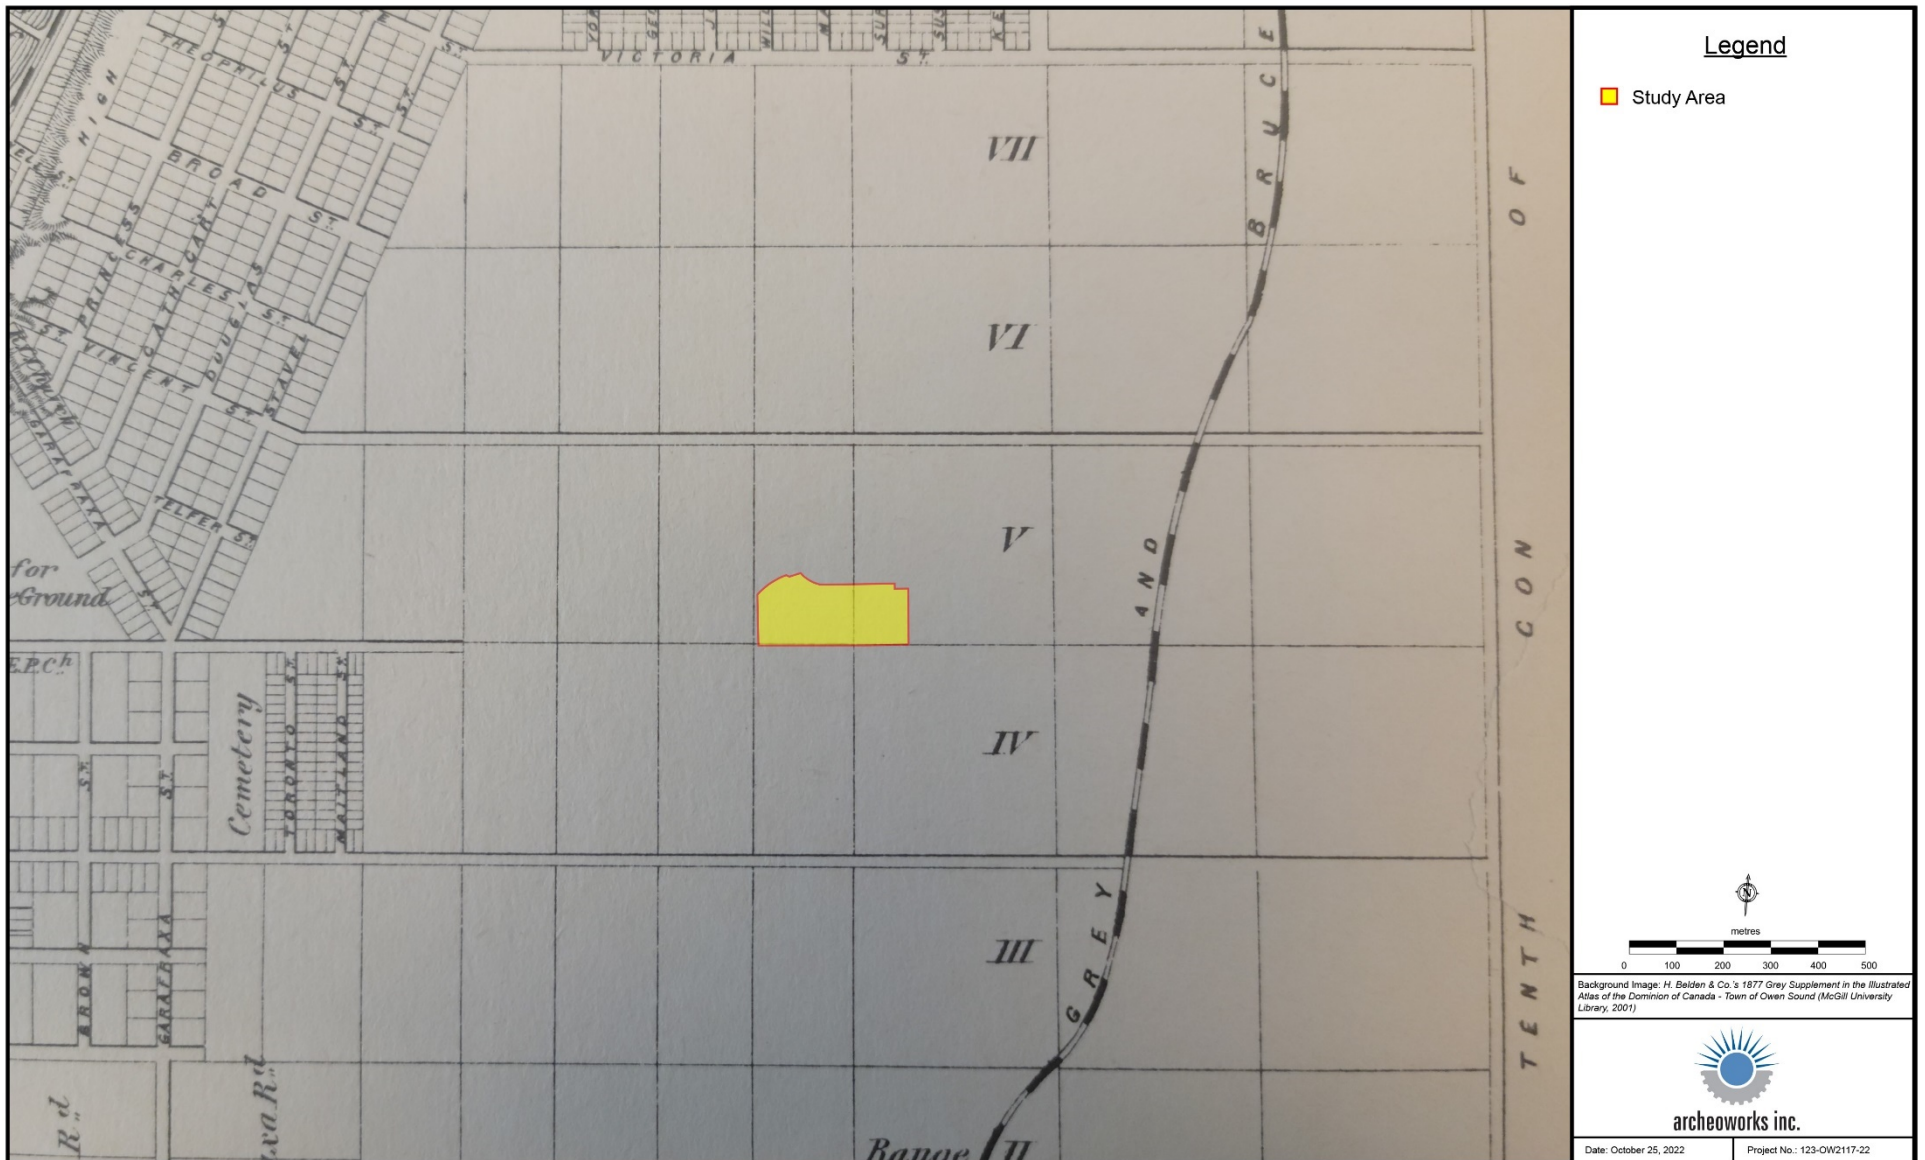 VICTORIA ST.
THEOPHILUS
ST.
HIGH
BROAD
ST.
PRINCESS
CATHCART
CHARLES
ST.
DOUGLAS
VINCENT
ST.
GARAFRAXA
TELFER ST.
VII
VI
V
IV
III
Range II
for
Ground
E.P.Ch.
Cemetery
TORONTO ST.
MAITLAND ST.
ST.
ST.
BROWN
GARAFRAXA
R.d
xa R.d
GREY AND BRUCE
TENTH CON OF
Legend
Study Area
N
metres
0 100 200 300 400 500
Background Image: H. Belden & Co.'s 1877 Grey Supplement in the Illustrated
Atlas of the Dominion of Canada - Town of Owen Sound (McGill University
Library, 2001)
archeoworks inc.
Date: October 25, 2022
Project No.: 123-OW2117-22